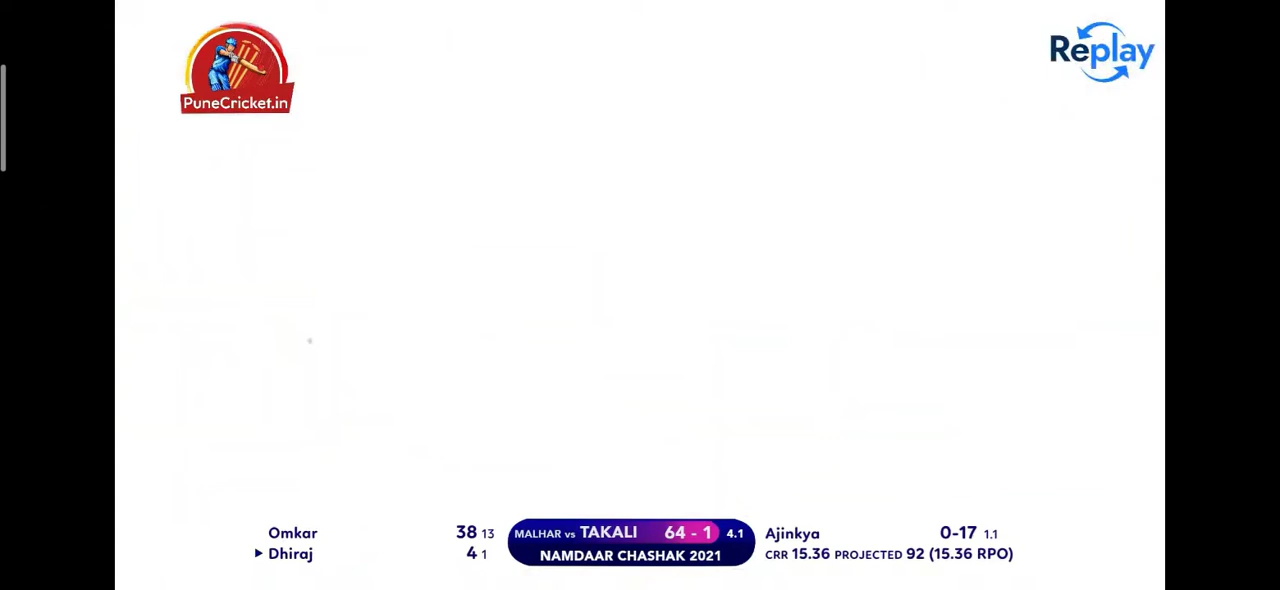 PuneCricket.in
Replay
Omkar 38 13
Dhiraj 4 1
MALHAR vs TAKALI 64 - 1 4.1
NAMDAAR CHASHAK 2021
Ajinkya 0-17 1.1
CRR 15.36 PROJECTED 92 (15.36 RPO)